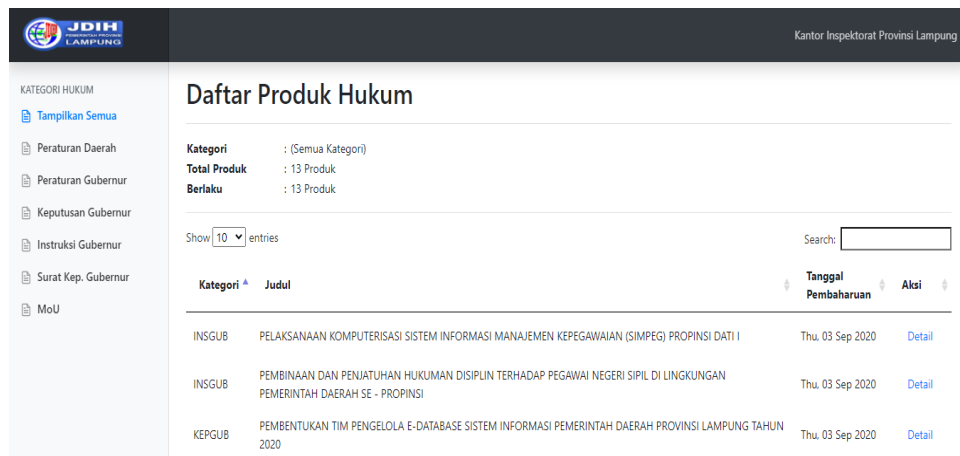 JDIH
PEMERINTAH PROVINSI
LAMPUNG
Kantor Inspektorat Provinsi Lampung
KATEGORI HUKUM
Tampilkan Semua
Peraturan Daerah
Peraturan Gubernur
Keputusan Gubernur
Instruksi Gubernur
Surat Kep. Gubernur
MoU
Daftar Produk Hukum
Kategori : (Semua Kategori)
Total Produk : 13 Produk
Berlaku : 13 Produk
Show 10 entries
Search:
Kategori Judul Tanggal Pembaharuan Aksi
INSGUB PELAKSANAAN KOMPUTERISASI SISTEM INFORMASI MANAJEMEN KEPEGAWAIAN (SIMPEG) PROPINSI DATI I Thu, 03 Sep 2020 Detail
INSGUB PEMBINAAN DAN PENJATUHAN HUKUMAN DISIPLIN TERHADAP PEGAWAI NEGERI SIPIL DI LINGKUNGAN
PEMERINTAH DAERAH SE - PROPINSI Thu, 03 Sep 2020 Detail
KEPGUB PEMBENTUKAN TIM PENGELOLA E-DATABASE SISTEM INFORMASI PEMERINTAH DAERAH PROVINSI LAMPUNG TAHUN
2020 Thu, 03 Sep 2020 Detail